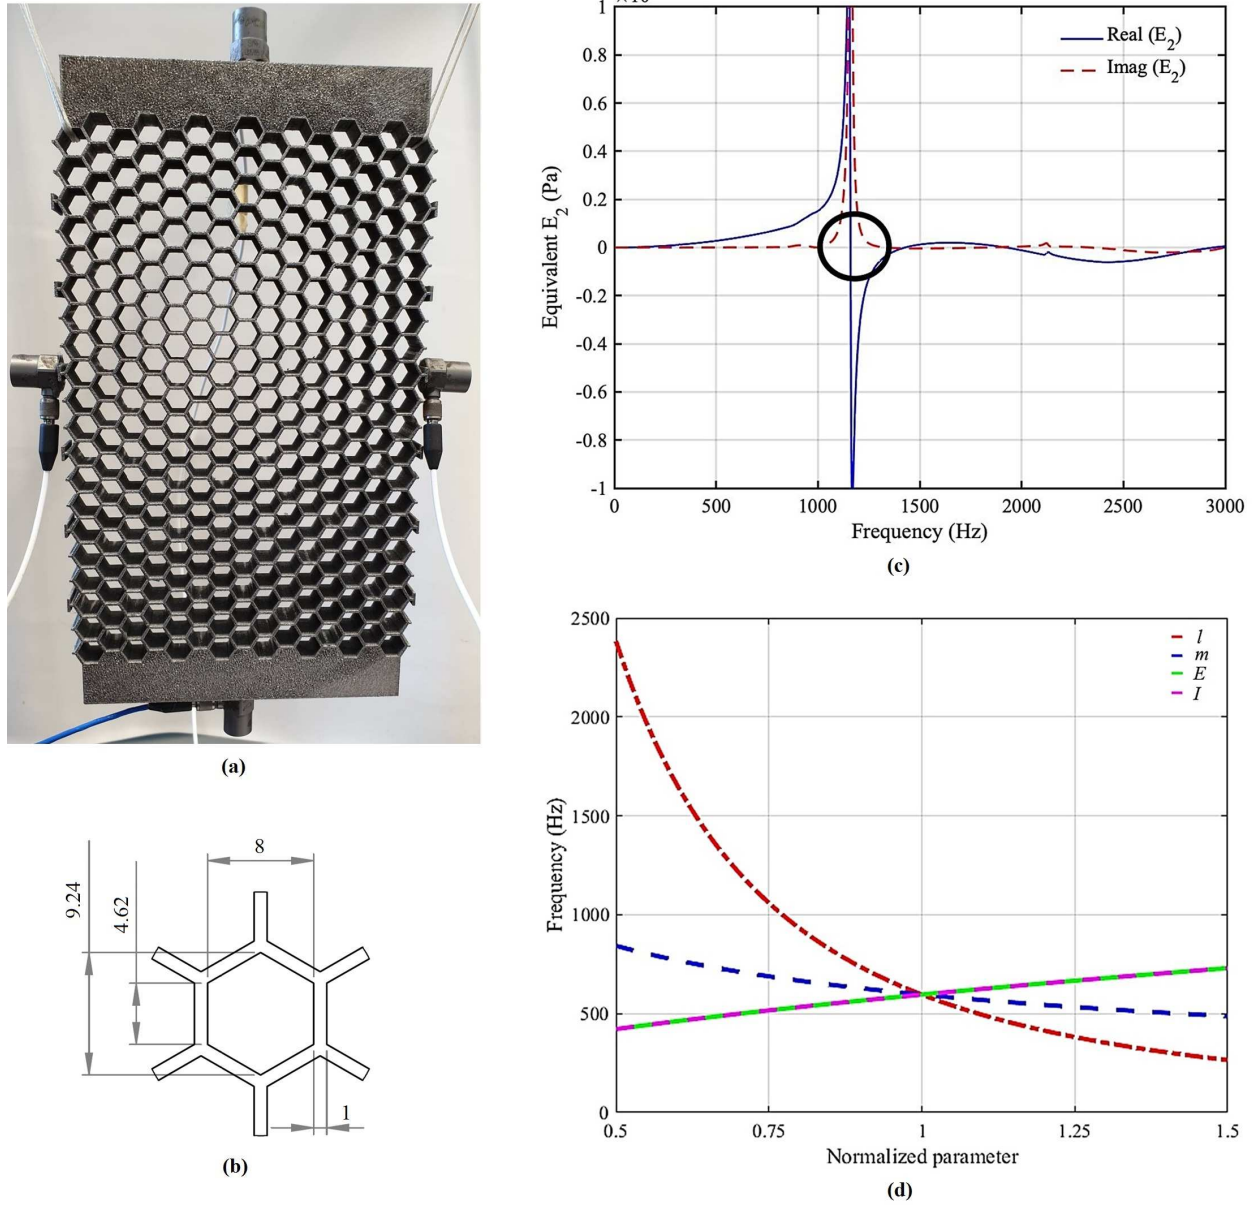 (a)
8
9.24
4.62
1
(b)
1
0.8
0.6
0.4
0.2
0
-0.2
-0.4
-0.6
-0.8
-1
Equivalent E2 (Pa)
Real (E2)
Imag (E2)
0 500 1000 1500 2000 2500 3000
Frequency (Hz)
(c)
2500
2000
1500
1000
500
0
Frequency (Hz)
l
m
E
I
0.5 0.75 1 1.25 1.5
Normalized parameter
(d)